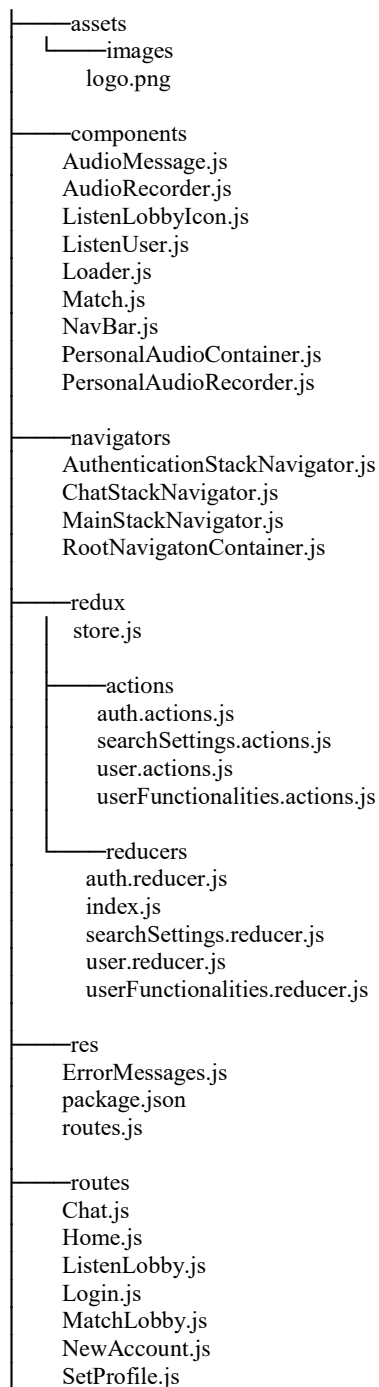 assets
images
logo.png
components
AudioMessage.js
AudioRecorder.js
ListenLobbyIcon.js
ListenUser.js
Loader.js
Match.js
NavBar.js
PersonalAudioContainer.js
PersonalAudioRecorder.js
navigators
AuthenticationStackNavigator.js
ChatStackNavigator.js
MainStackNavigator.js
RootNavigatonContainer.js
redux
store.js
actions
auth.actions.js
searchSettings.actions.js
user.actions.js
userFunctionalities.actions.js
reducers
auth.reducer.js
index.js
searchSettings.reducer.js
user.reducer.js
userFunctionalities.reducer.js
res
ErrorMessages.js
package.json
routes.js
routes
Chat.js
Home.js
ListenLobby.js
Login.js
MatchLobby.js
NewAccount.js
SetProfile.js